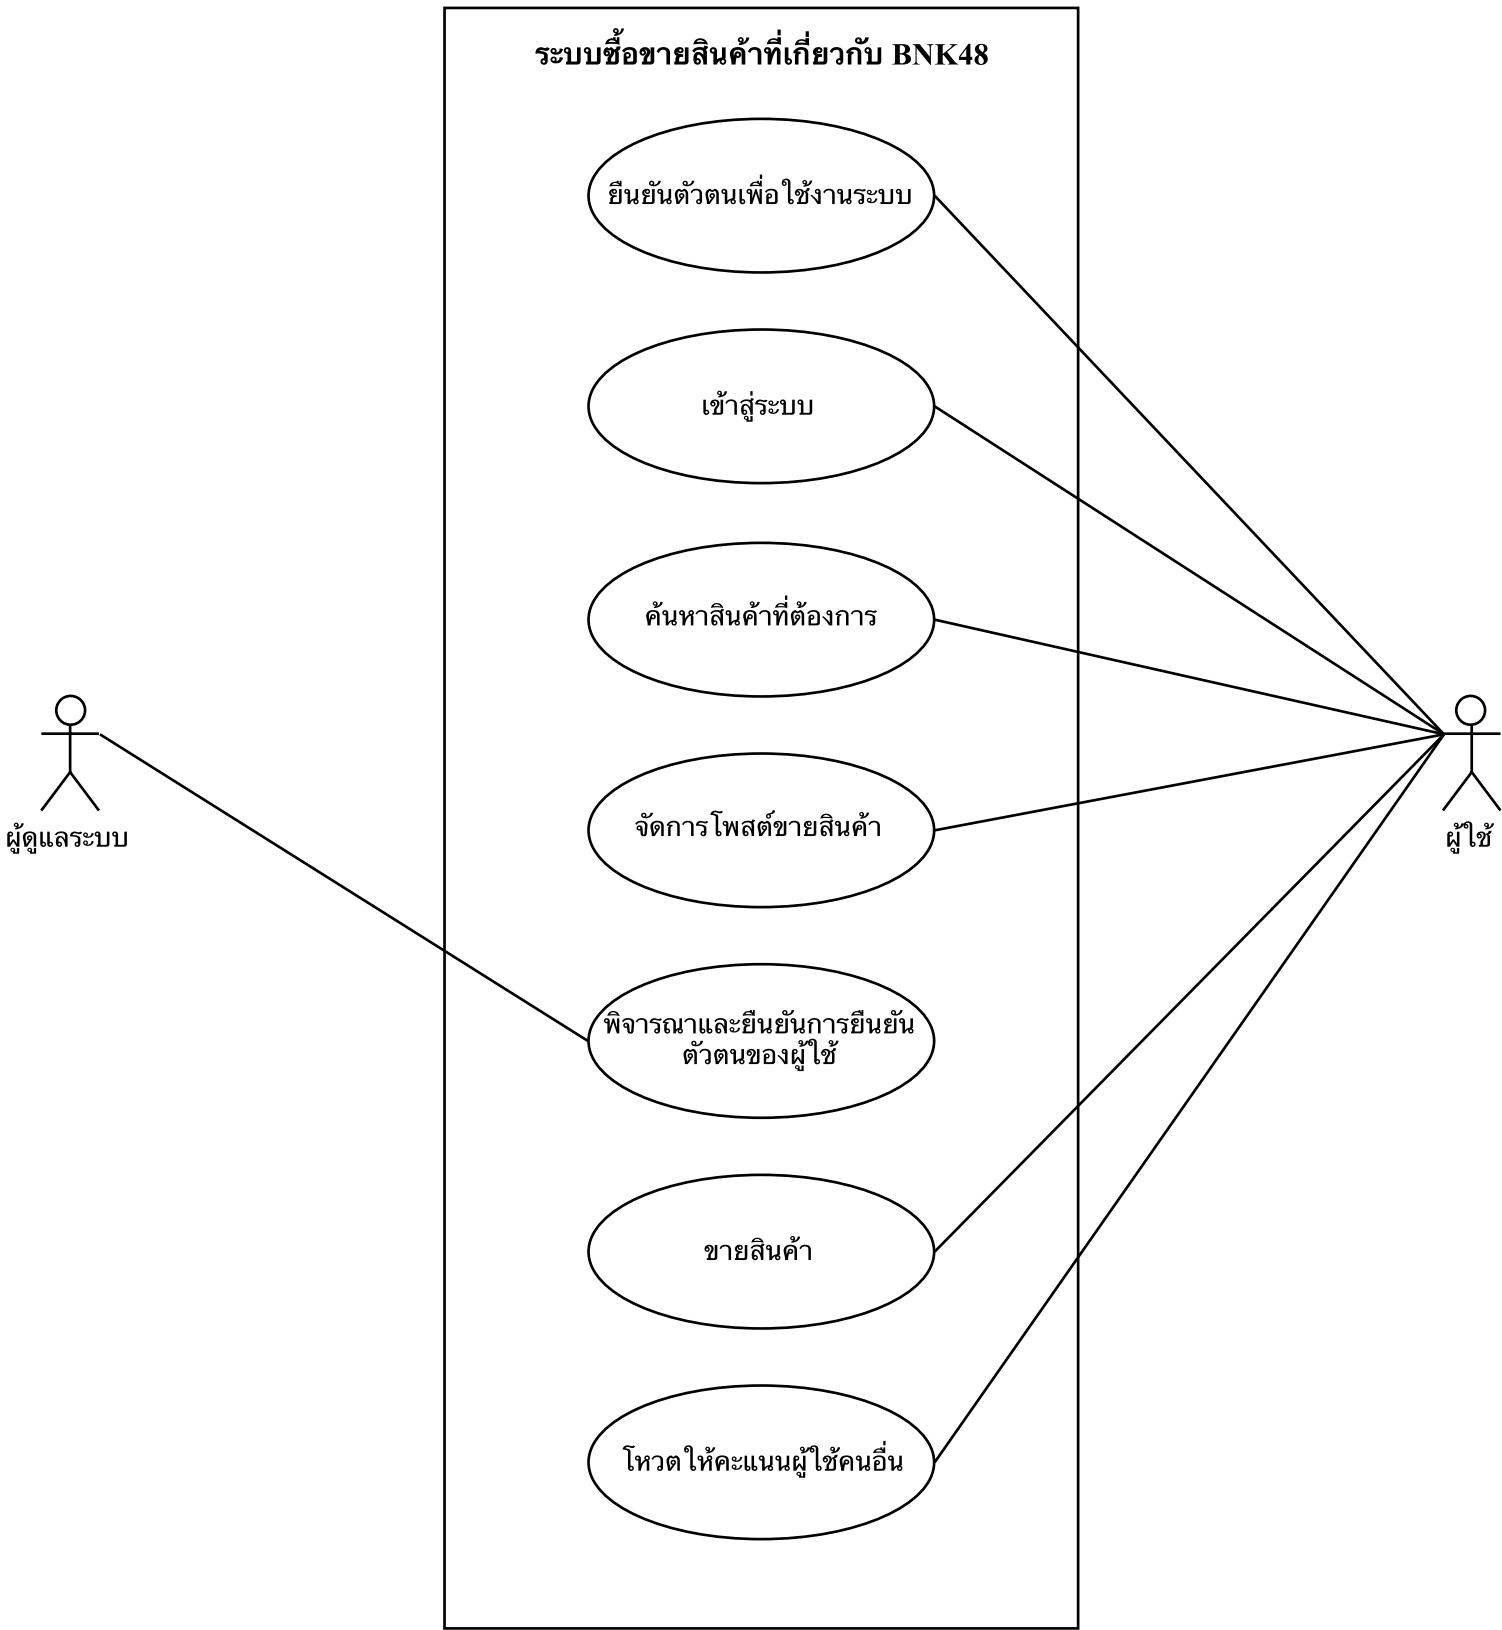 ระบบซื้อขายสินค้าที่เกี่ยวกับ BNK48
ยืนยันตัวตนเพื่อใช้งานระบบ
เข้าสู่ระบบ
ค้นหาสินค้าที่ต้องการ
จัดการโพสต์ขายสินค้า
ผู้ดูแลระบบ
ผู้ใช้
พิจารณาและยืนยันการยืนยัน
ตัวตนของผู้ใช้
ขายสินค้า
โหวตให้คะแนนผู้ใช้คนอื่น